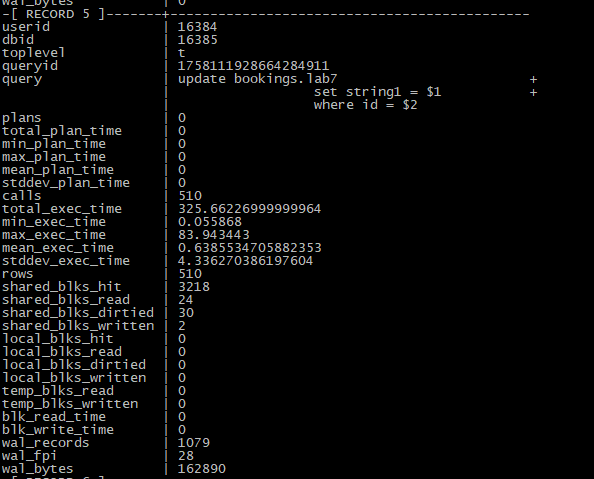 wal_bytes | 0
-[ RECORD 5 ]-------+---------------------------------------------
userid | 16384
dbid | 16385
toplevel | t
queryid | 1758111928664284911
query | update bookings.lab7 +
| set string1 = $1 +
| where id = $2
plans | 0
total_plan_time | 0
min_plan_time | 0
max_plan_time | 0
mean_plan_time | 0
stddev_plan_time | 0
calls | 510
total_exec_time | 325.66226999999964
min_exec_time | 0.055868
max_exec_time | 83.943443
mean_exec_time | 0.6385534705882353
stddev_exec_time | 4.336270386197604
rows | 510
shared_blks_hit | 3218
shared_blks_read | 24
shared_blks_dirtied | 30
shared_blks_written | 2
local_blks_hit | 0
local_blks_read | 0
local_blks_dirtied | 0
local_blks_written | 0
temp_blks_read | 0
temp_blks_written | 0
blk_read_time | 0
blk_write_time | 0
wal_records | 1079
wal_fpi | 28
wal_bytes | 162890